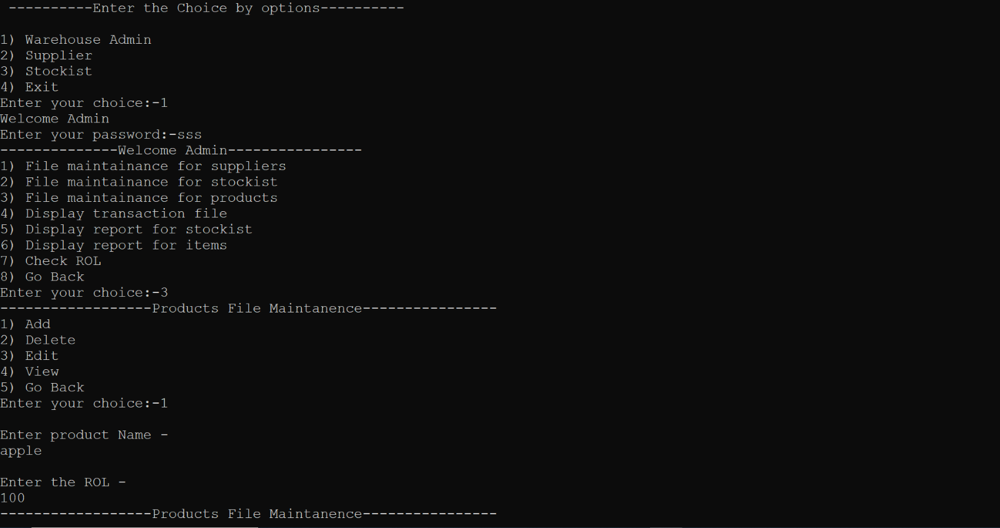 ----------Enter the Choice by options----------
1) Warehouse Admin
2) Supplier
3) Stockist
4) Exit
Enter your choice:-1
Welcome Admin
Enter your password:-sss
--------------Welcome Admin----------------
1) File maintainance for suppliers
2) File maintainance for stockist
3) File maintainance for products
4) Display transaction file
5) Display report for stockist
6) Display report for items
7) Check ROL
8) Go Back
Enter your choice:-3
------------------Products File Maintanence----------------
1) Add
2) Delete
3) Edit
4) View
5) Go Back
Enter your choice:-1
Enter product Name -
apple
Enter the ROL -
100
------------------Products File Maintanence----------------